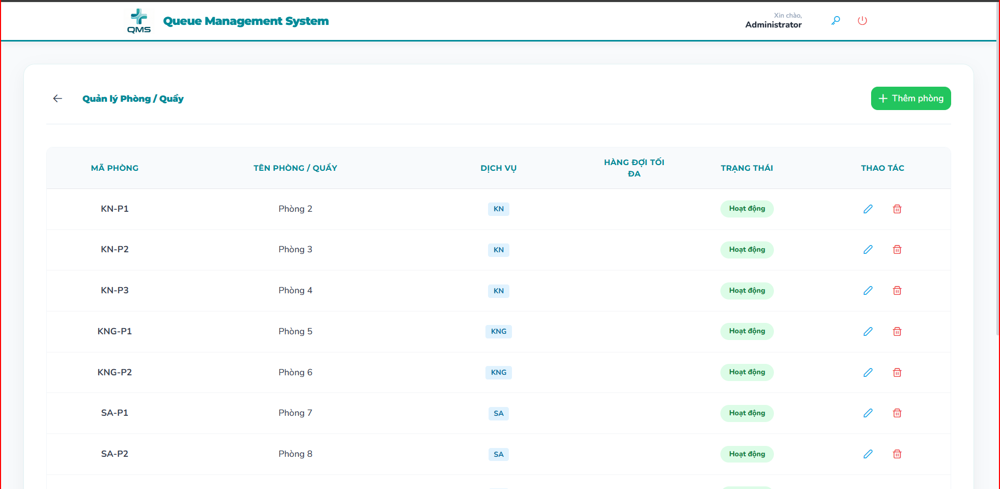 QMS
Queue Management System
Xin chào,
Administrator
Quản lý Phòng / Quầy
Thêm phòng
MÃ PHÒNG TÊN PHÒNG / QUẦY DỊCH VỤ HÀNG ĐỢI TỐI ĐA TRẠNG THÁI THAO TÁC
KN-P1 Phòng 2 KN Hoạt động
KN-P2 Phòng 3 KN Hoạt động
KN-P3 Phòng 4 KN Hoạt động
KNG-P1 Phòng 5 KNG Hoạt động
KNG-P2 Phòng 6 KNG Hoạt động
SA-P1 Phòng 7 SA Hoạt động
SA-P2 Phòng 8 SA Hoạt động